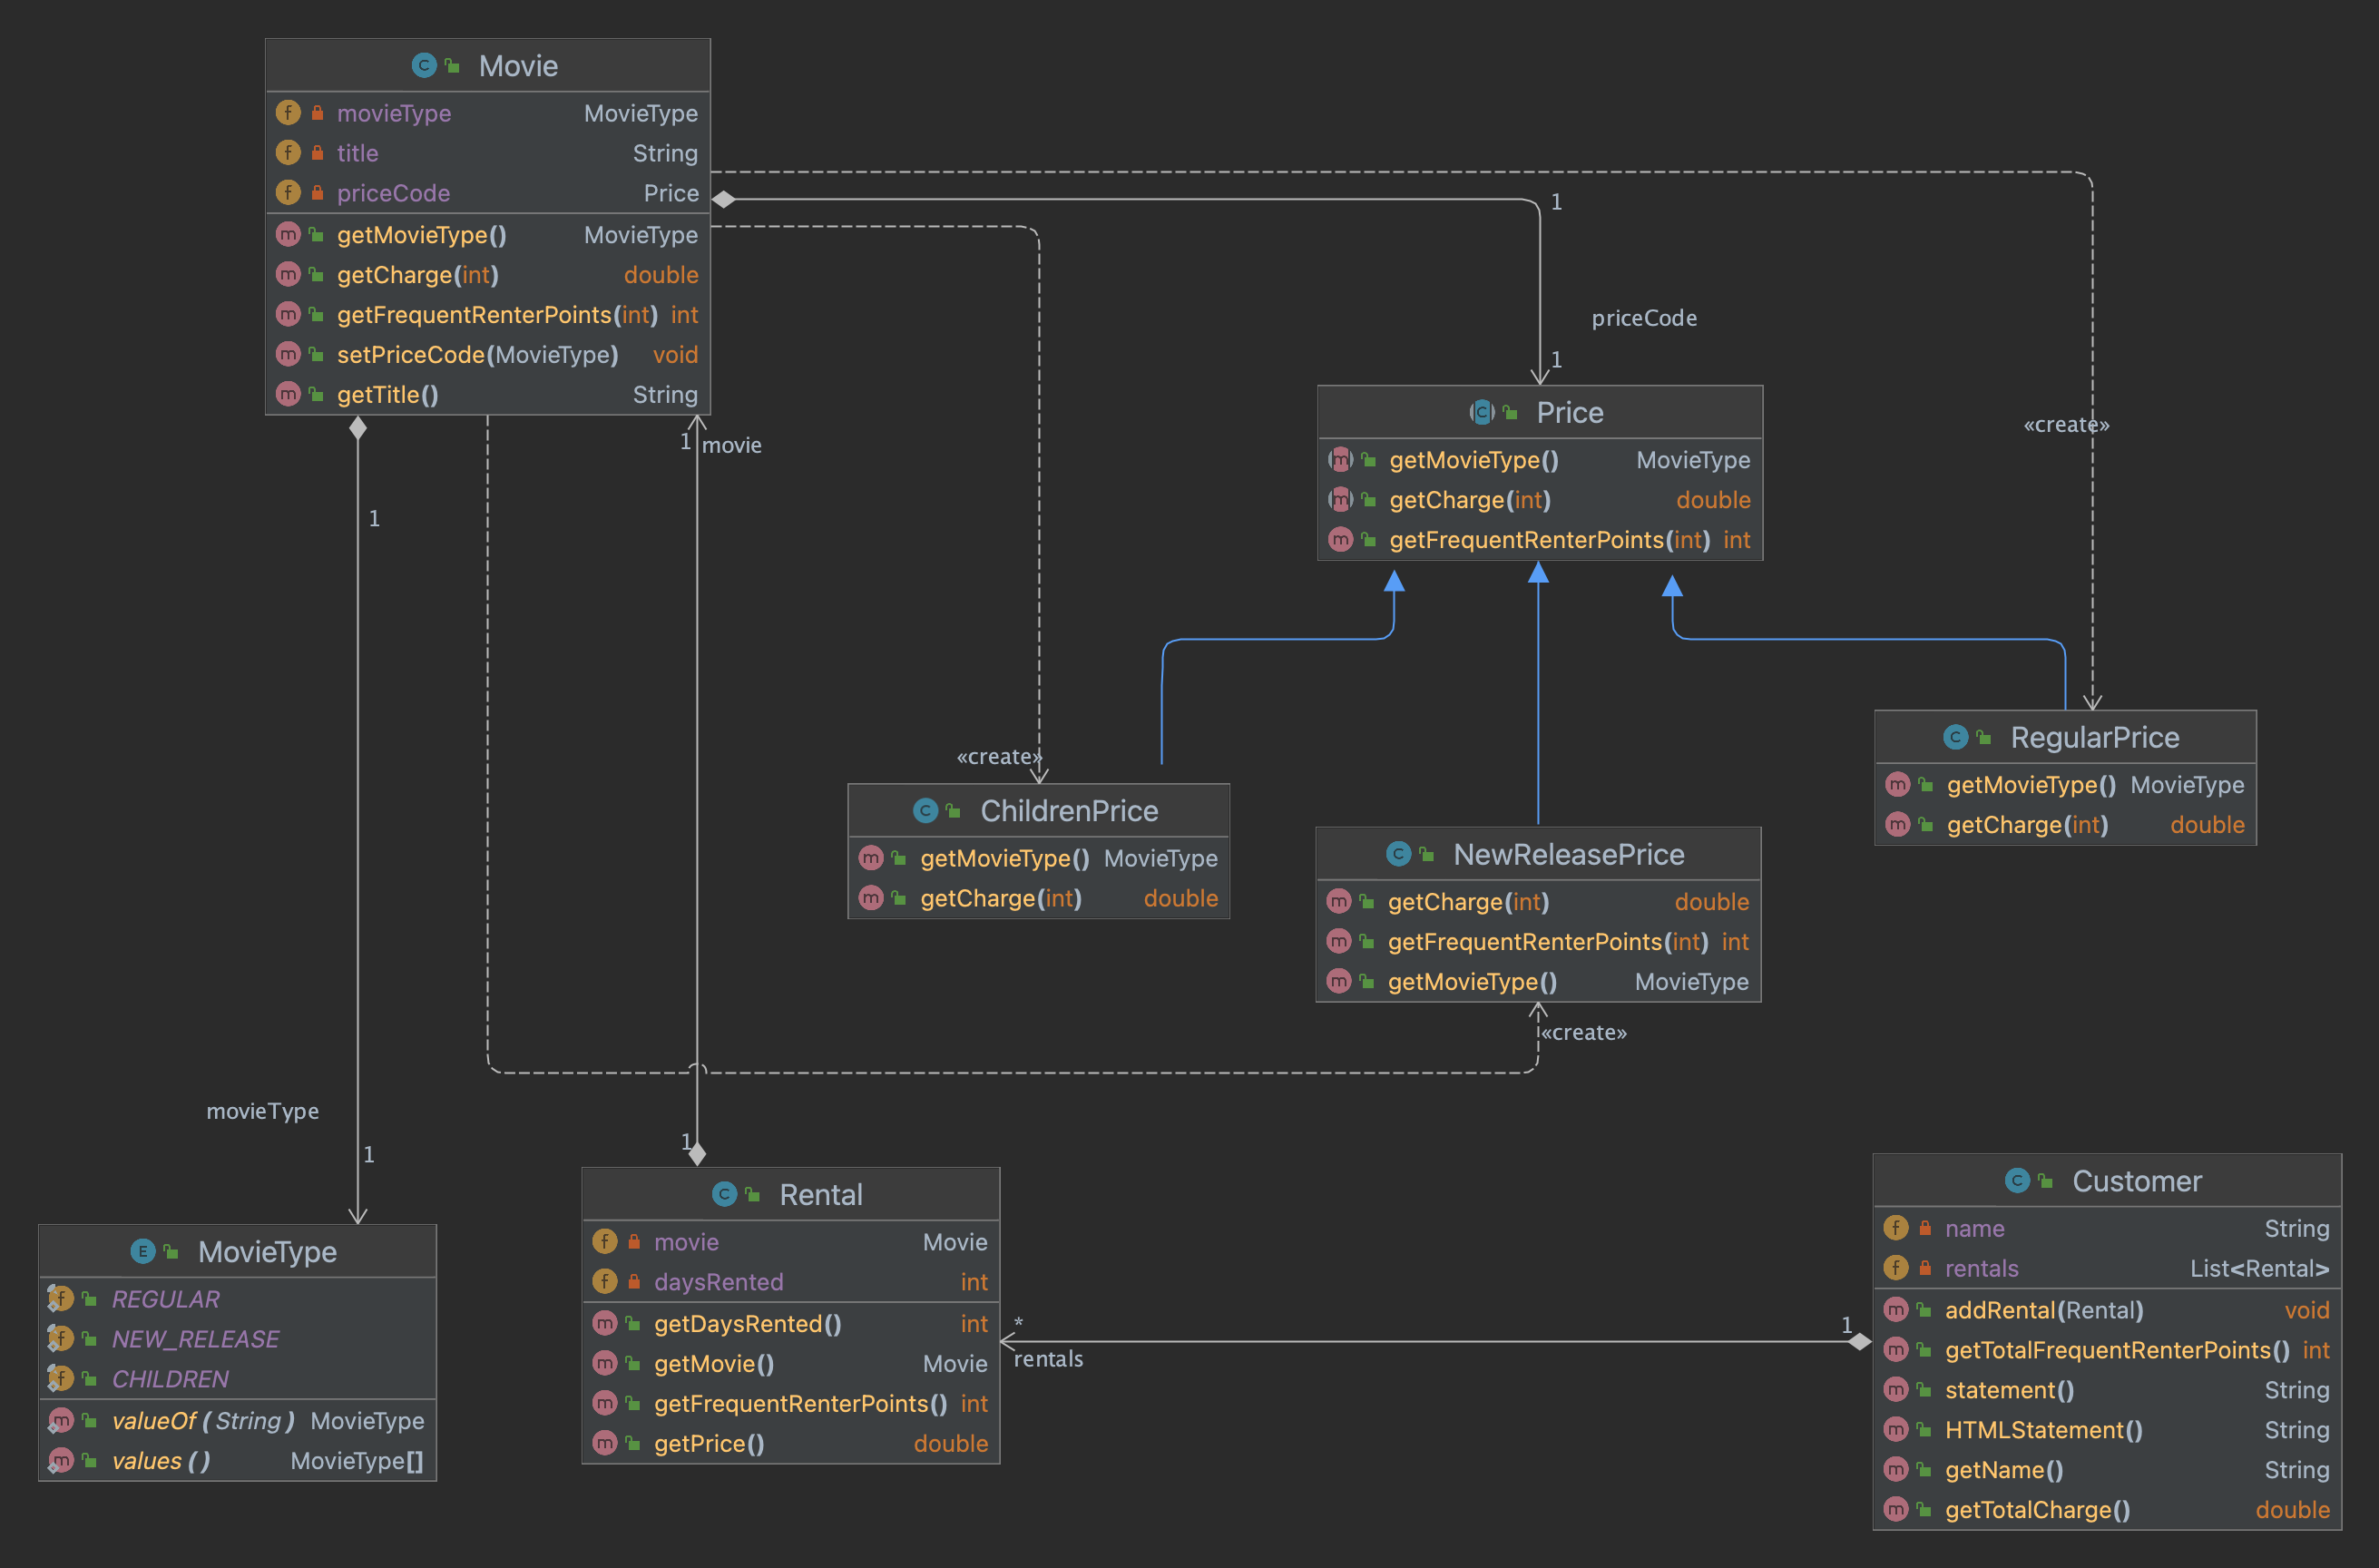 Movie
movieType MovieType
title String
priceCode Price
getMovieType() MovieType
getCharge(int) double
getFrequentRenterPoints(int) int
setPriceCode(MovieType) void
getTitle() String
1
priceCode
1
«create»
1 movie
1
Price
getMovieType() MovieType
getCharge(int) double
getFrequentRenterPoints(int) int
«create»
ChildrenPrice
getMovieType() MovieType
getCharge(int) double
RegularPrice
getMovieType() MovieType
getCharge(int) double
NewReleasePrice
getCharge(int) double
getFrequentRenterPoints(int) int
getMovieType() MovieType
«create»
movieType
1
1
MovieType
REGULAR
NEW_RELEASE
CHILDREN
valueOf(String) MovieType
values() MovieType[]
Rental
movie Movie
daysRented int
getDaysRented() int
getMovie() Movie
getFrequentRenterPoints() int
getPrice() double
*
rentals
1
Customer
name String
rentals List<Rental>
addRental(Rental) void
getTotalFrequentRenterPoints() int
statement() String
HTMLStatement() String
getName() String
getTotalCharge() double